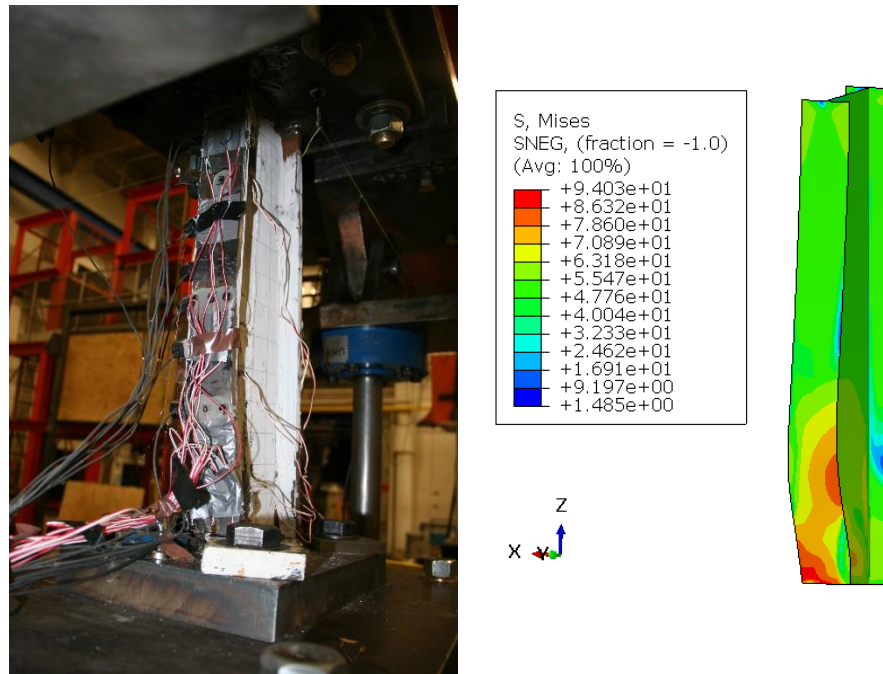 S, Mises
SNEG, (fraction = -1.0)
(Avg: 100%)
+9.403e+01
+8.632e+01
+7.860e+01
+7.089e+01
+6.318e+01
+5.547e+01
+4.776e+01
+4.004e+01
+3.233e+01
+2.462e+01
+1.691e+01
+9.197e+00
+1.485e+00
Z
X
Y